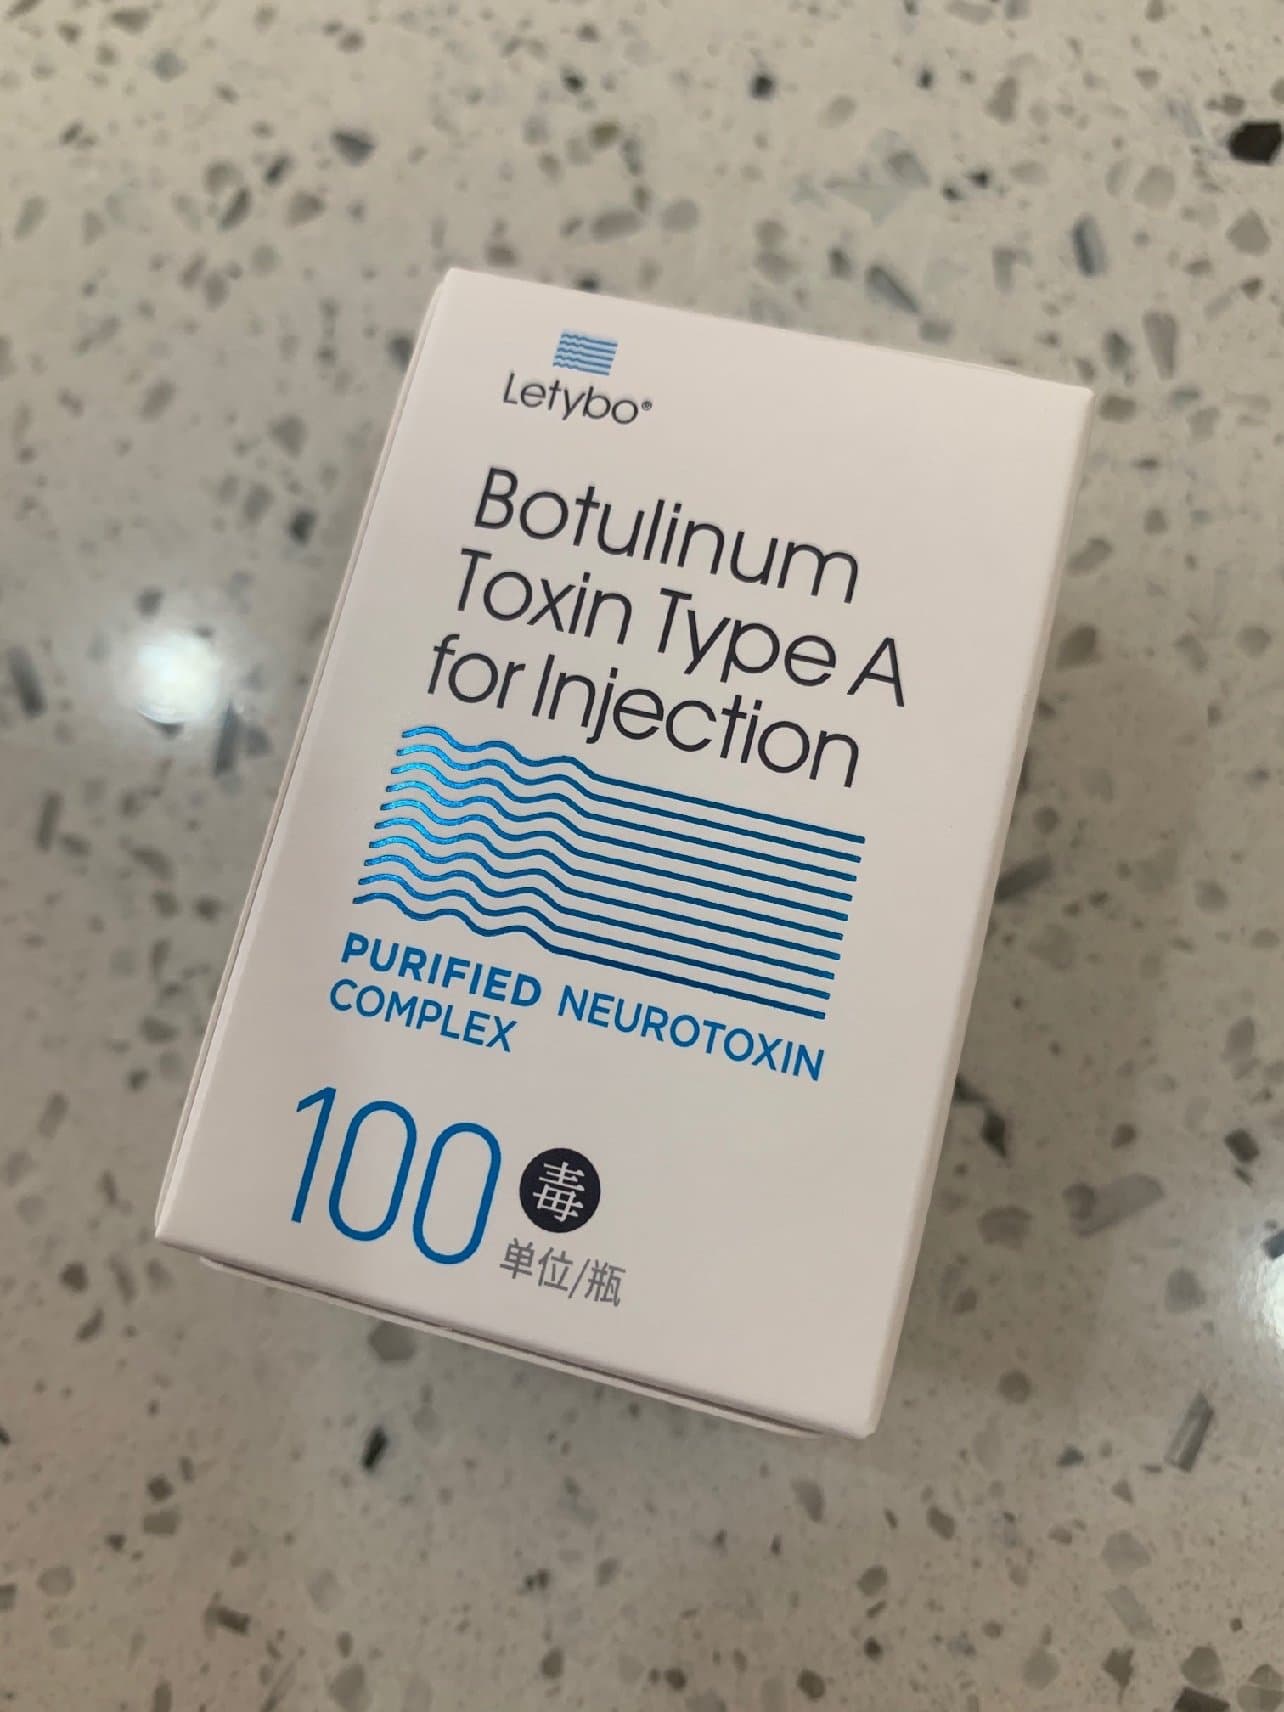 Letybo®
Botulinum
Toxin Type A
for Injection
PURIFIED NEUROTOXIN
COMPLEX
100 毒
单位/瓶